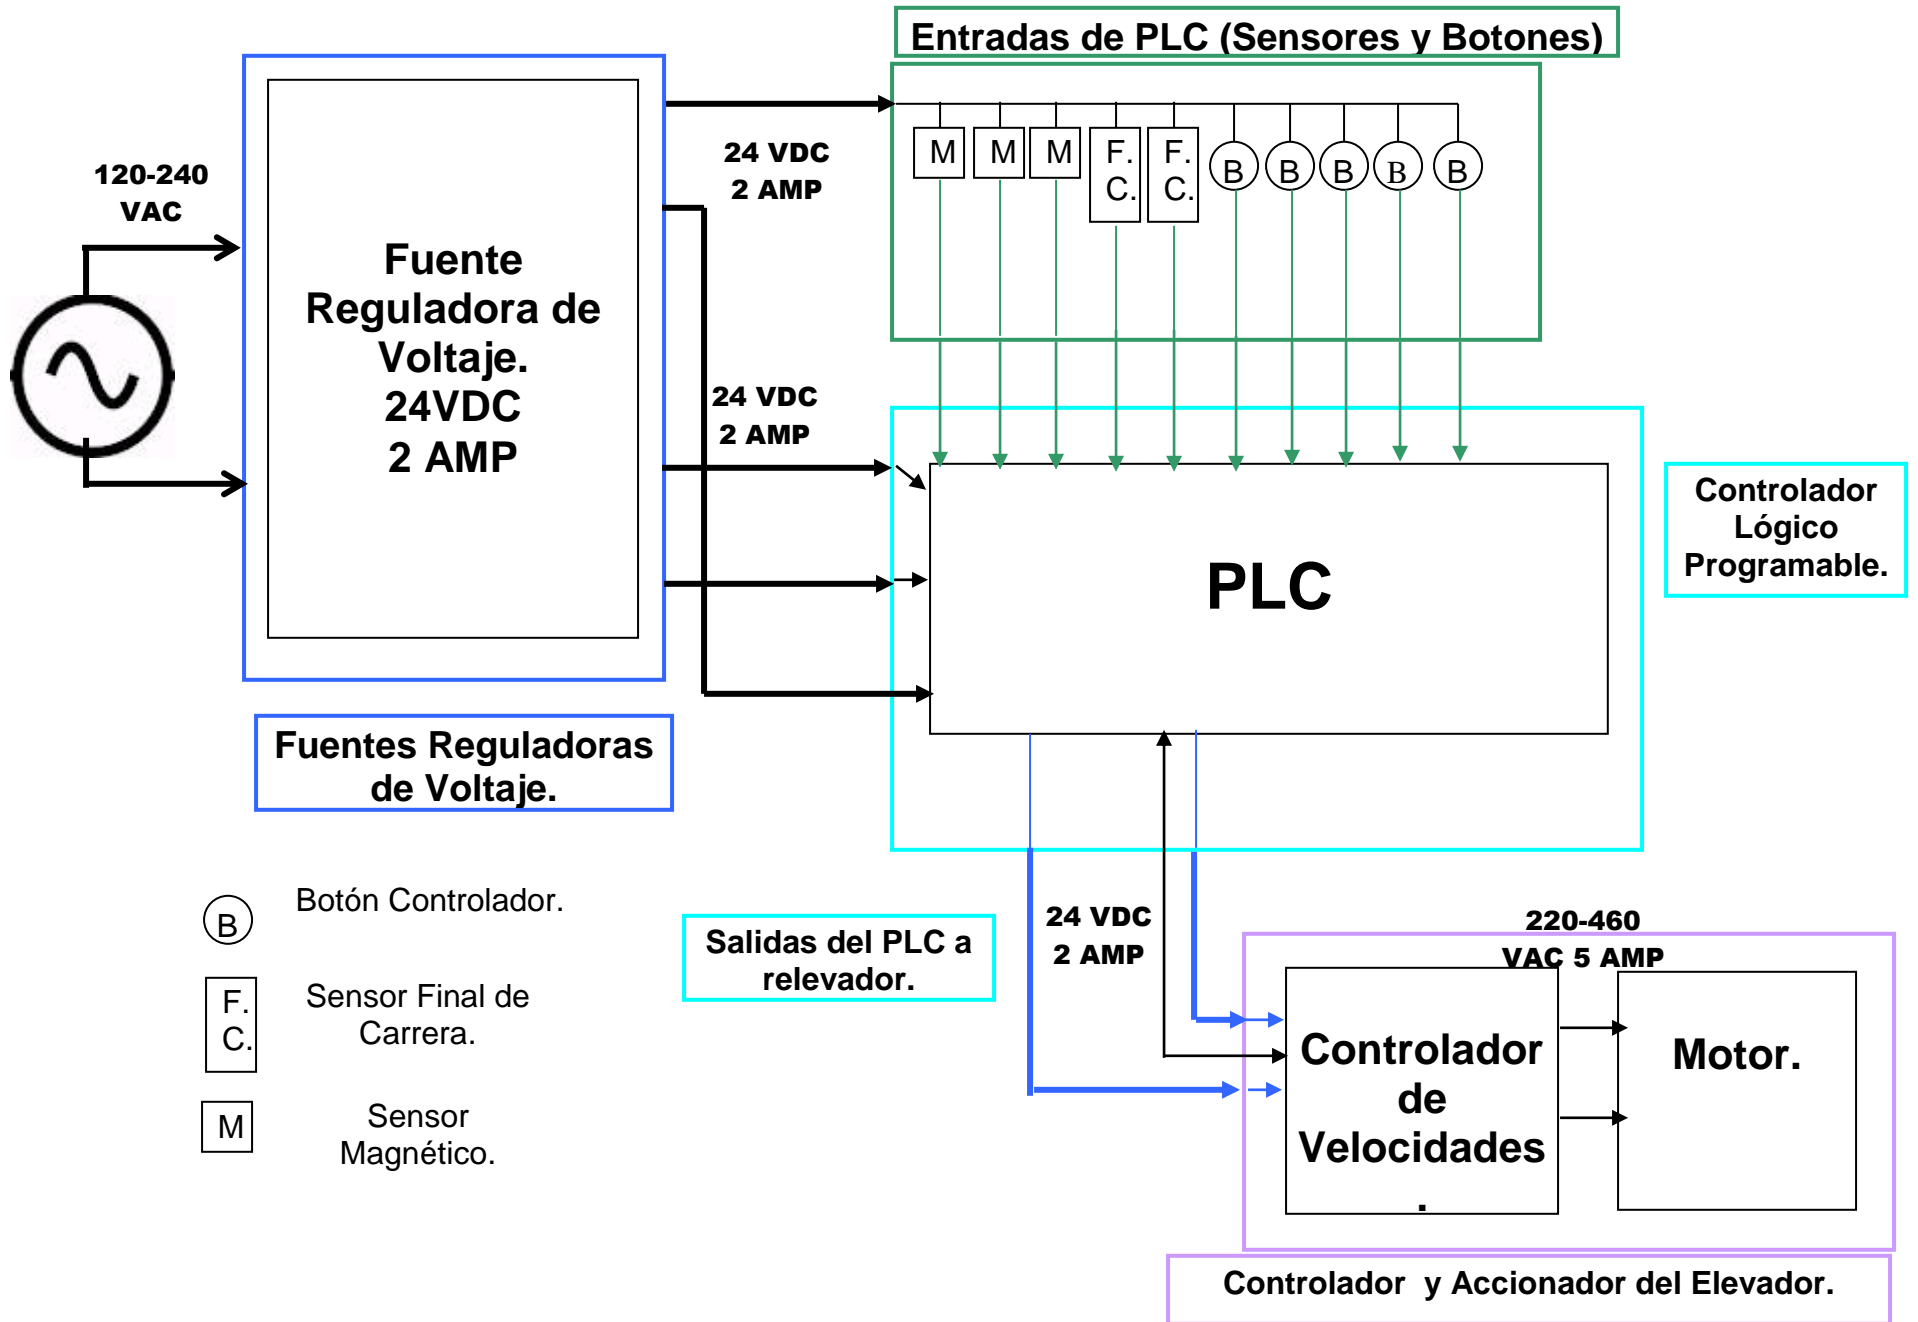 Entradas de PLC (Sensores y Botones)
120-240
VAC
Fuente
Reguladora de
Voltaje.
24VDC
2 AMP
24 VDC
2 AMP
M
M
M
F.
C.
F.
C.
B
B
B
B
B
24 VDC
2 AMP
PLC
Controlador
Lógico
Programable.
Fuentes Reguladoras
de Voltaje.
B
Botón Controlador.
F.
C.
Sensor Final de
Carrera.
M
Sensor
Magnético.
Salidas del PLC a
relevador.
24 VDC
2 AMP
220-460
VAC 5 AMP
Controlador
de
Velocidades
.
Motor.
Controlador  y Accionador del Elevador.